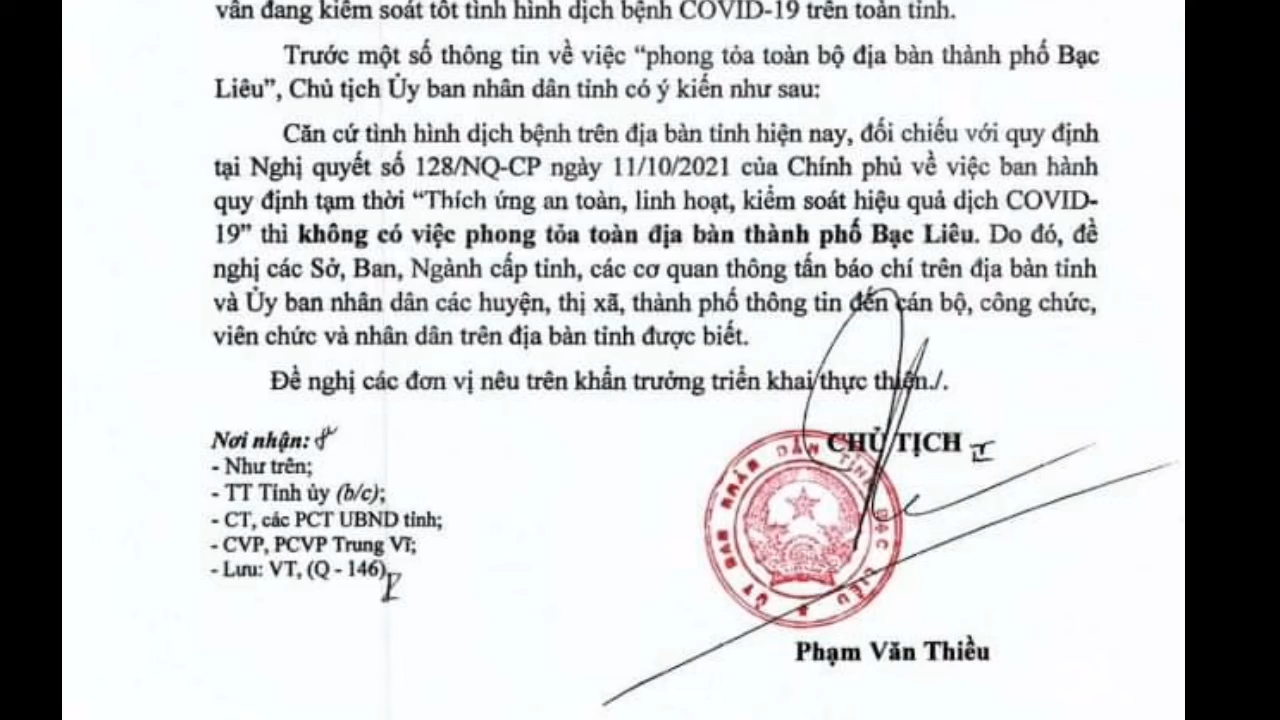 vẫn đang kiểm soát tốt tình hình dịch bệnh COVID-19 trên toàn tỉnh.
Trước một số thông tin về việc “phong tỏa toàn bộ địa bàn thành phố Bạc
Liêu”, Chủ tịch Ủy ban nhân dân tỉnh có ý kiến như sau:
Căn cứ tình hình dịch bệnh trên địa bàn tỉnh hiện nay, đối chiếu với quy định
tại Nghị quyết số 128/NQ-CP ngày 11/10/2021 của Chính phủ về việc ban hành
quy định tạm thời “Thích ứng an toàn, linh hoạt, kiểm soát hiệu quả dịch COVID-
19” thì không có việc phong tỏa toàn địa bàn thành phố Bạc Liêu. Do đó, đề
nghị các Sở, Ban, Ngành cấp tỉnh, các cơ quan thông tấn báo chí trên địa bàn tỉnh
và Ủy ban nhân dân các huyện, thị xã, thành phố thông tin đến cán bộ, công chức,
viên chức và nhân dân trên địa bàn tỉnh được biết.
Đề nghị các đơn vị nêu trên khẩn trương triển khai thực thiện./.
Nơi nhận:
- Như trên;
- TT Tỉnh ủy (b/c);
- CT, các PCT UBND tỉnh;
- CVP, PCVP Trung Vĩ;
- Lưu: VT, (Q - 146)
CHỦ TỊCH
ỦY BAN NHÂN DÂN TỈNH BẠC LIÊU
Phạm Văn Thiều